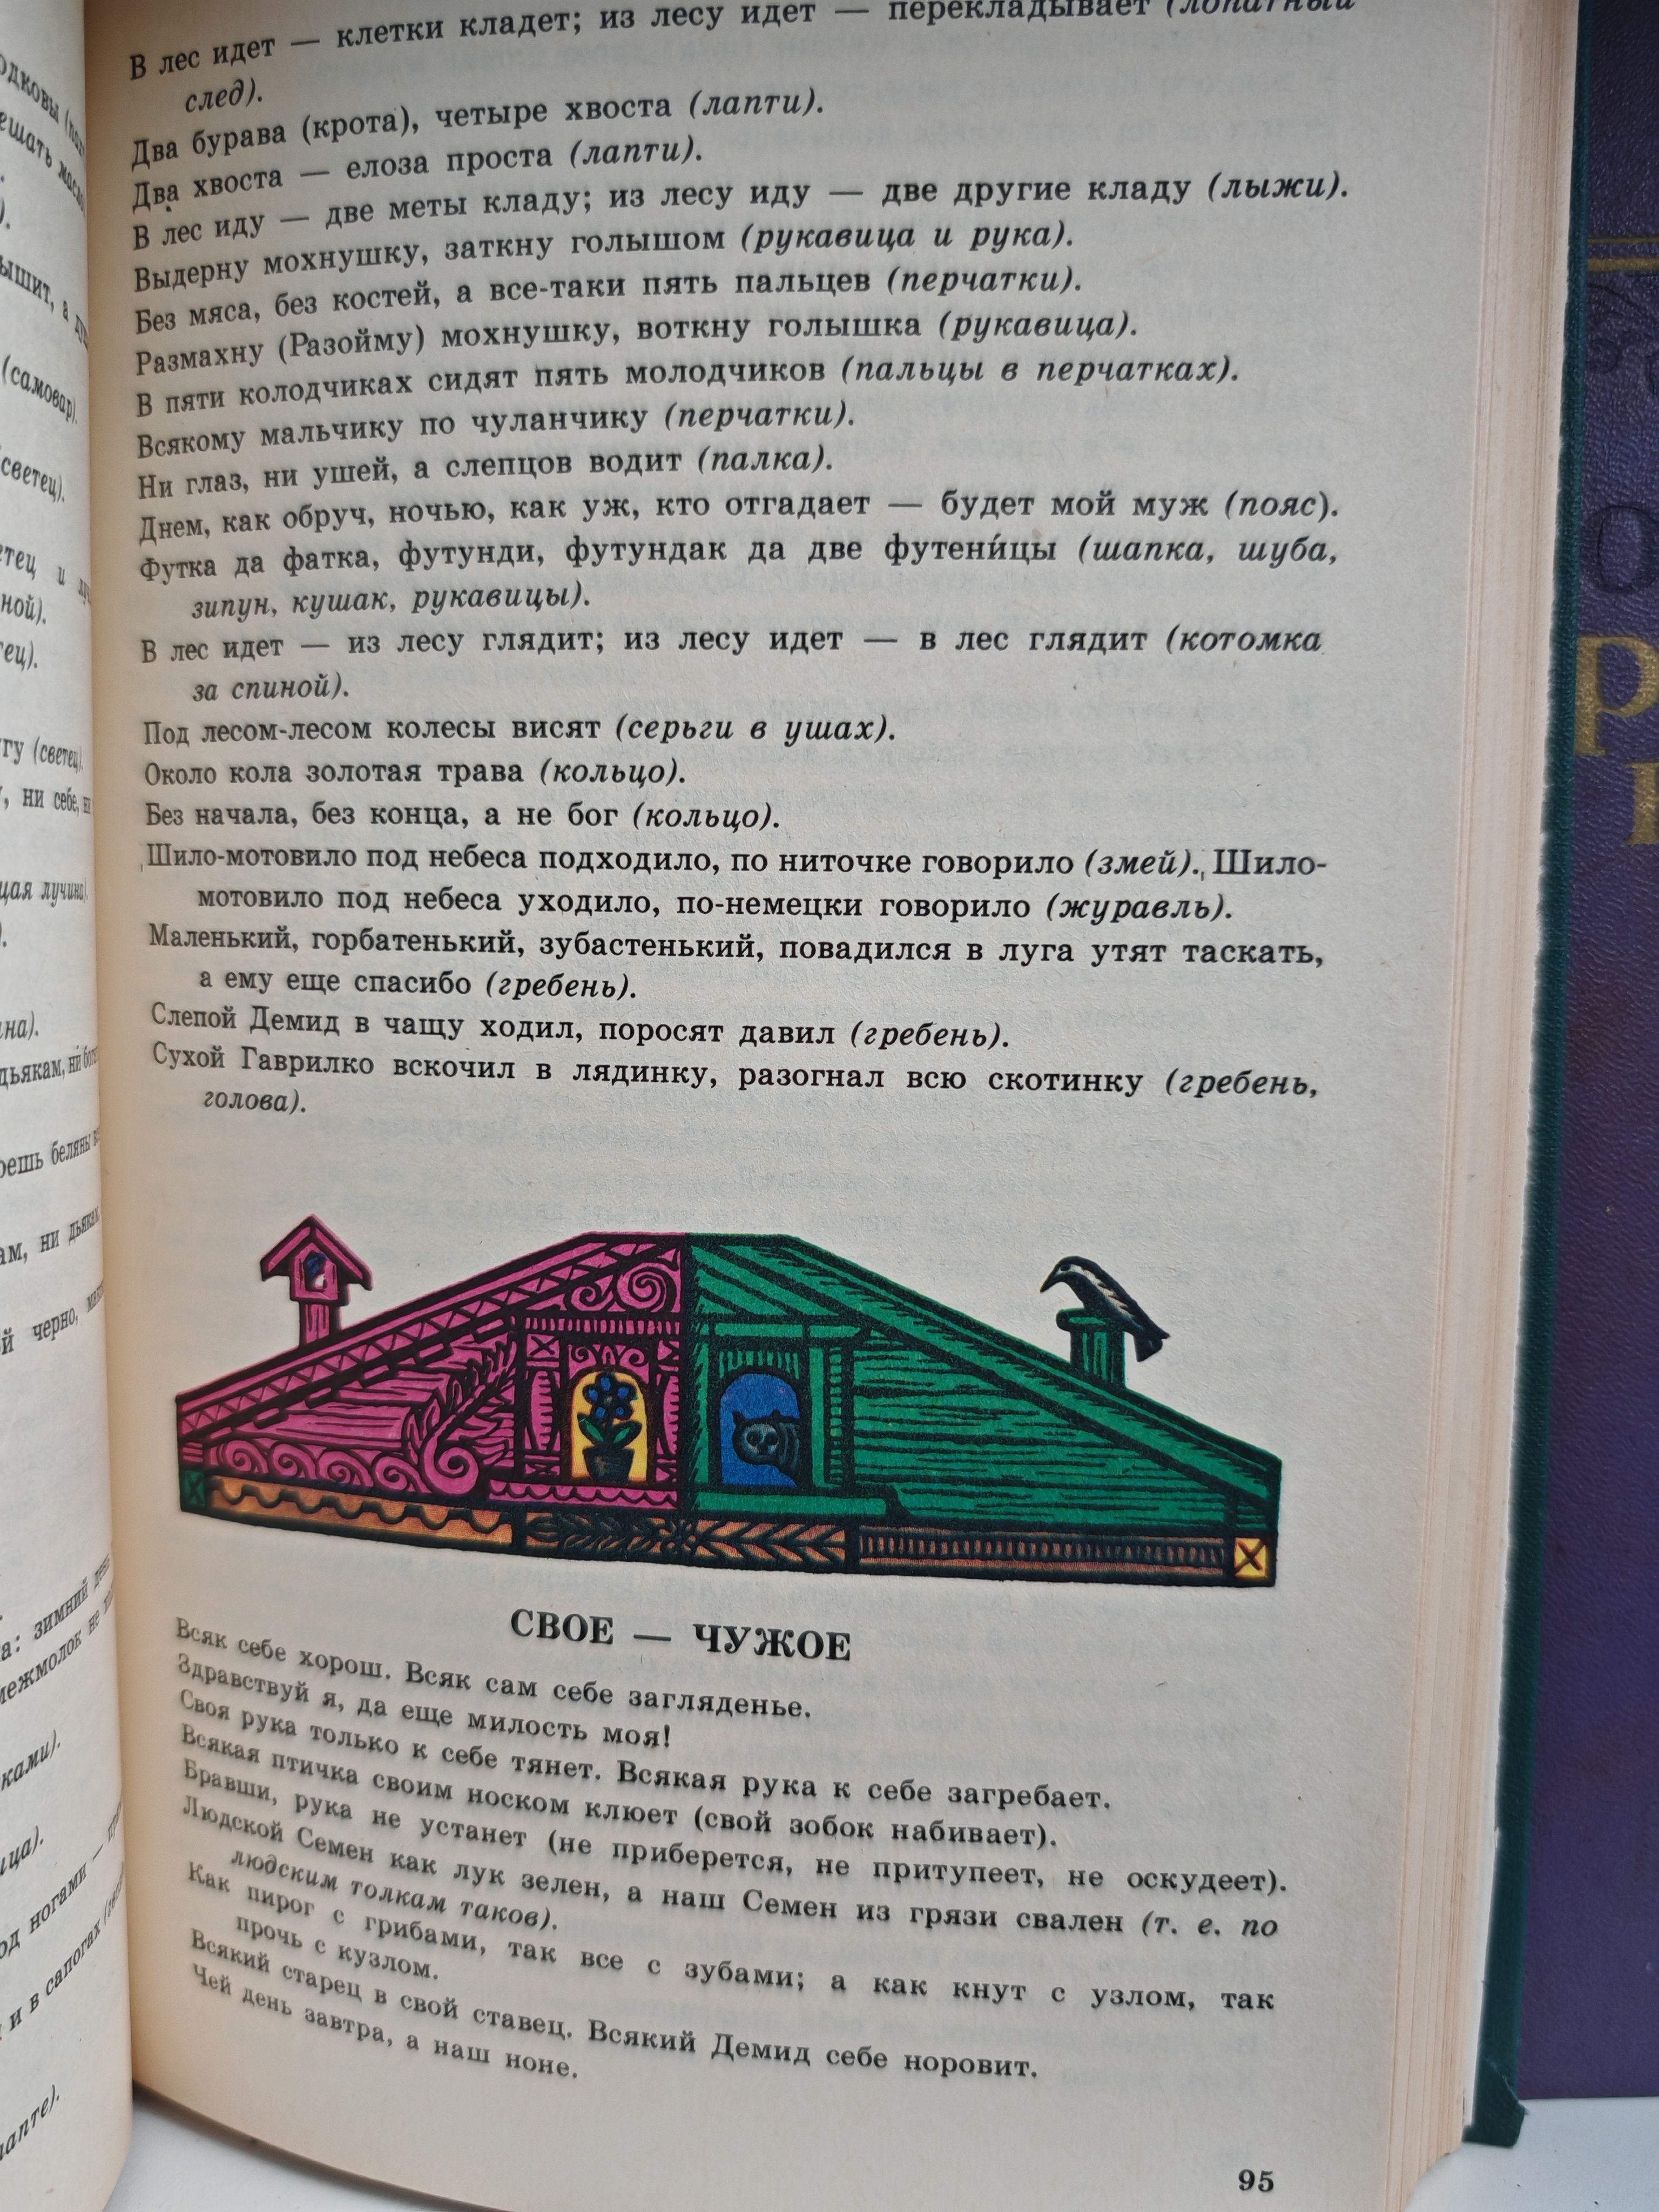 В лес идет — клетки кладет; из лесу идет — перекладывает (лопатный
след).
Два бурава (крота), четыре хвоста (лапти).
Два хвоста — елоза проста (лапти).
В лес иду — две меты кладу; из лесу иду — две другие кладу (лыжи).
Выдерну мохнушку, заткну голышом (рукавица и рука).
Без мяса, без костей, а все-таки пять пальцев (перчатки).
Размахну (Разойму) мохнушку, воткну голышка (рукавица).
В пяти колодчиках сидят пять молодчиков (пальцы в перчатках).
Всякому мальчику по чуланчику (перчатки).
Ни глаз, ни ушей, а слепцов водит (палка).
Днем, как обруч, ночью, как уж, кто отгадает — будет мой муж (пояс).
Футка да фатка, футунди, футундак да две футени́цы (шапка, шуба,
зипун, кушак, рукавицы).
В лес идет — из лесу глядит; из лесу идет — в лес глядит (котомка
за спиной).
Под лесом-лесом колесы висят (серьги в ушах).
Около кола золотая трава (кольцо).
Без начала, без конца, а не бог (кольцо).
Шило-мотовило под небеса подходило, по ниточке говорило (змей). Шило-
мотовило под небеса уходило, по-немецки говорило (журавль).
Маленький, горбатенький, зубастенький, повадился в луга утят таскать,
а ему еще спасибо (гребень).
Слепой Демид в чащу ходил, поросят давил (гребень).
Сухой Гаврилко вскочил в лядинку, разогнал всю скотинку (гребень,
голова).
СВОЕ — ЧУЖОЕ
Всяк себе хорош. Всяк сам себе загляденье.
Здравствуй я, да еще милость моя!
Своя рука только к себе тянет. Всякая рука к себе загребает.
Всякая птичка своим носком клюет (свой зобок набивает).
Бравши, рука не устанет (не приберется, не притупеет, не оскудеет).
Людской Семен как лук зелен, а наш Семен из грязи свален (т. е. по
людским толкам таков).
Как пирог с грибами, так все с зубами; а как кнут с узлом, так
прочь с кузлом.
Всякий старец в свой ставец. Всякий Демид себе норовит.
Чей день завтра, а наш ноне.
95